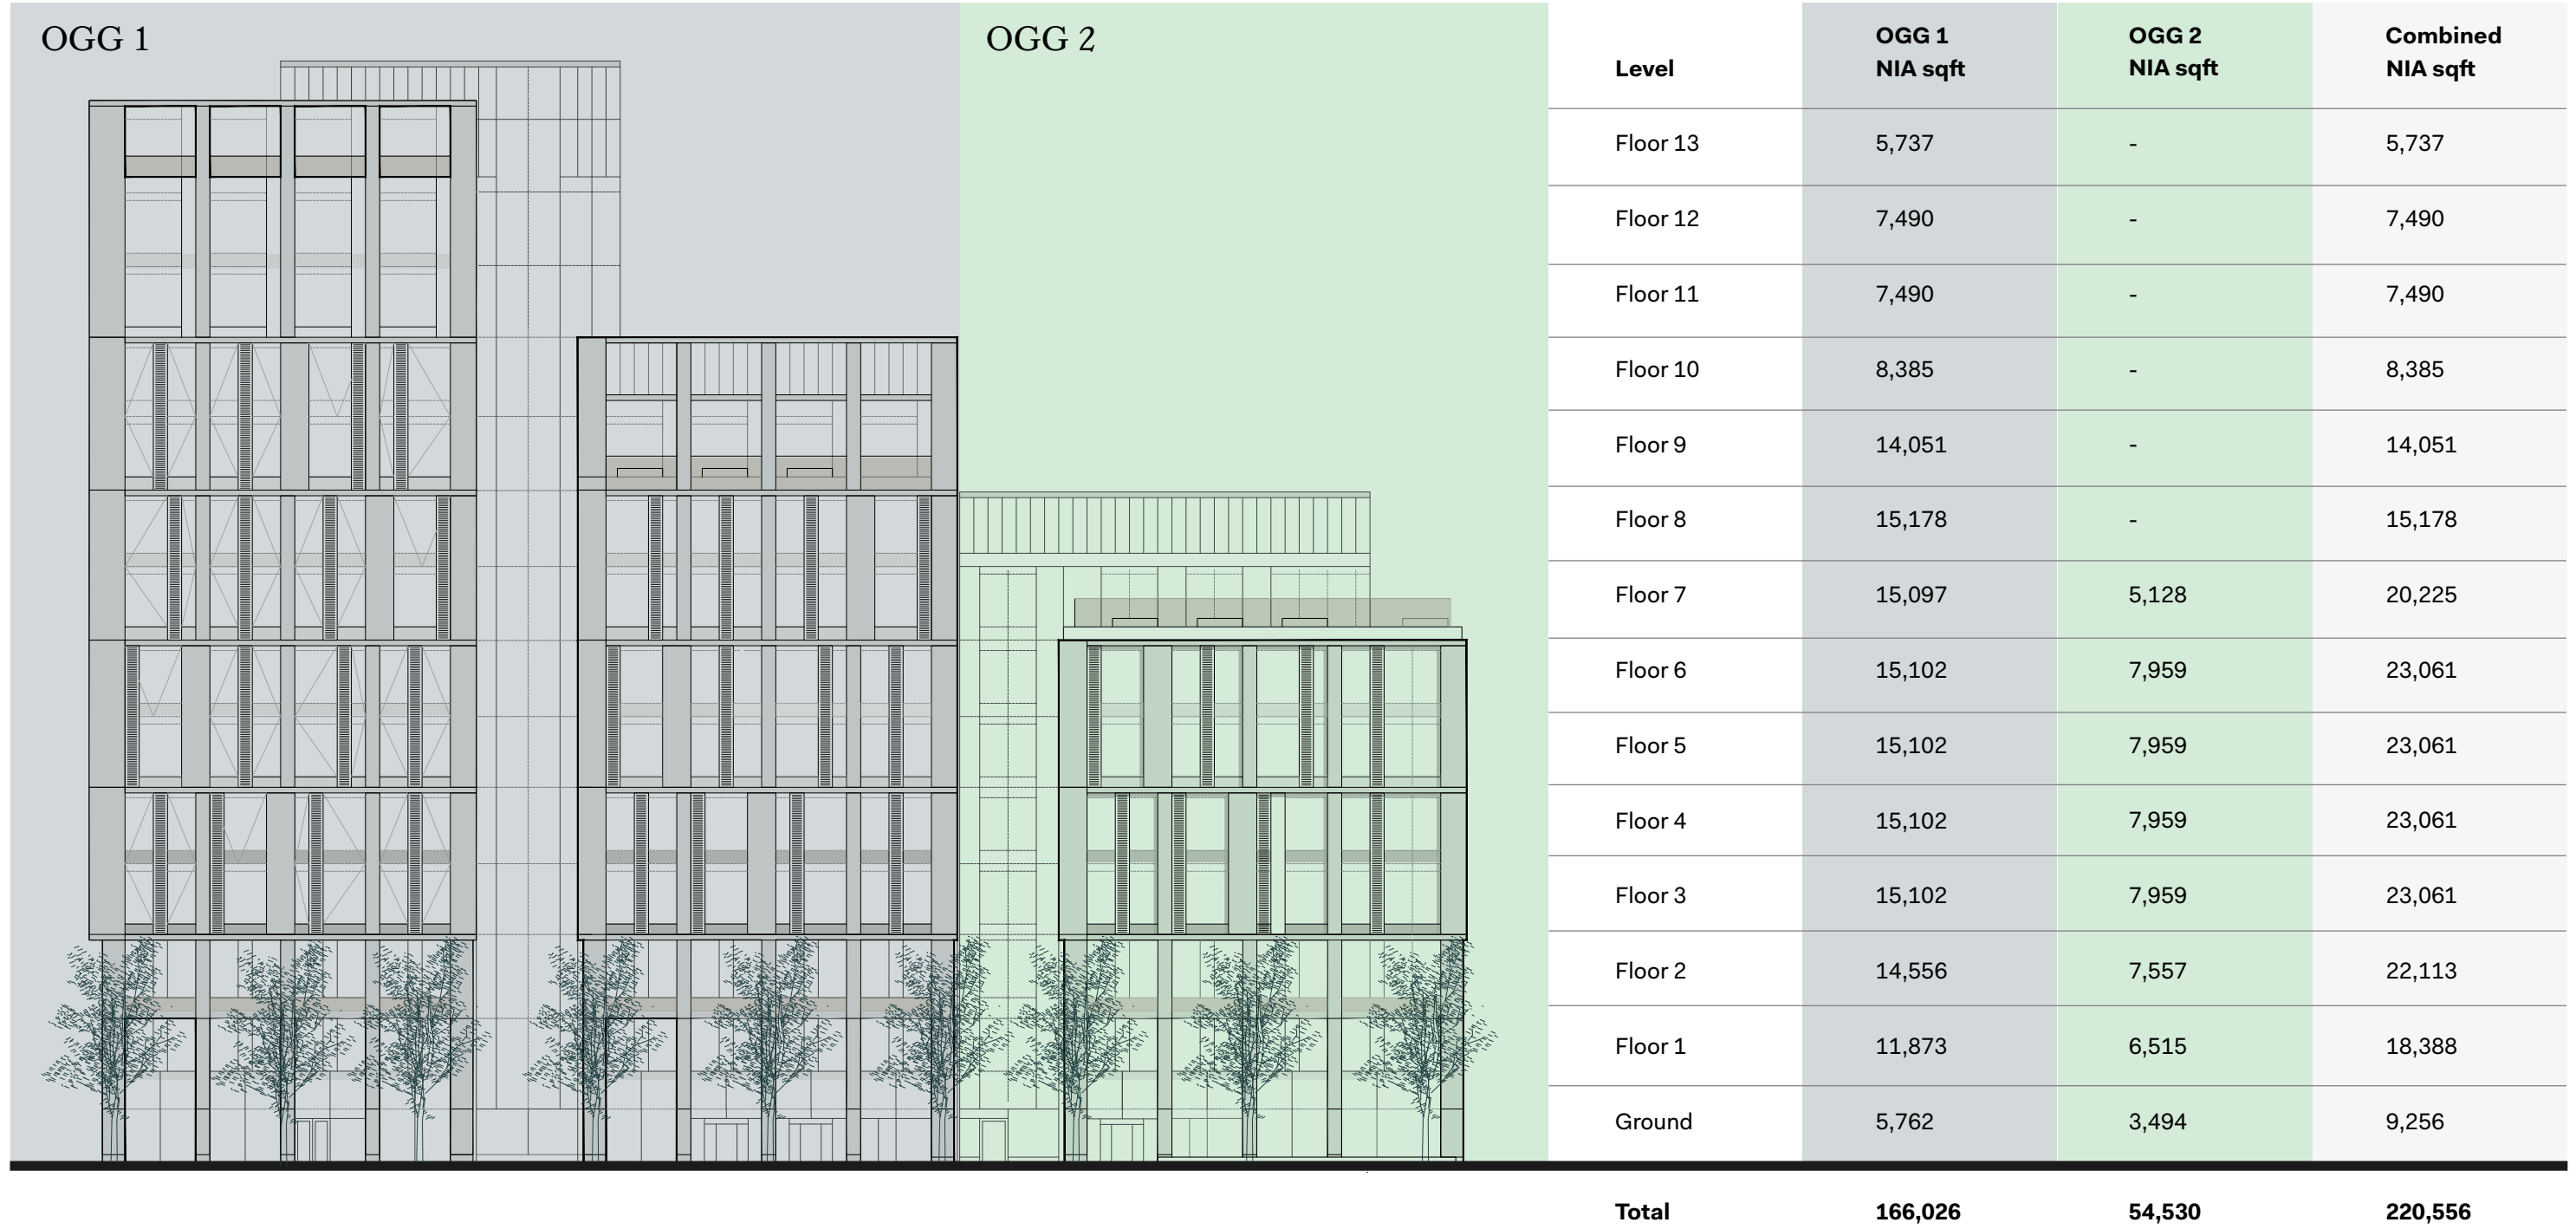 OGG 1
OGG 2
Level OGG 1 NIA sqft OGG 2 NIA sqft Combined NIA sqft
Floor 13 5,737 - 5,737
Floor 12 7,490 - 7,490
Floor 11 7,490 - 7,490
Floor 10 8,385 - 8,385
Floor 9 14,051 - 14,051
Floor 8 15,178 - 15,178
Floor 7 15,097 5,128 20,225
Floor 6 15,102 7,959 23,061
Floor 5 15,102 7,959 23,061
Floor 4 15,102 7,959 23,061
Floor 3 15,102 7,959 23,061
Floor 2 14,556 7,557 22,113
Floor 1 11,873 6,515 18,388
Ground 5,762 3,494 9,256
Total 166,026 54,530 220,556